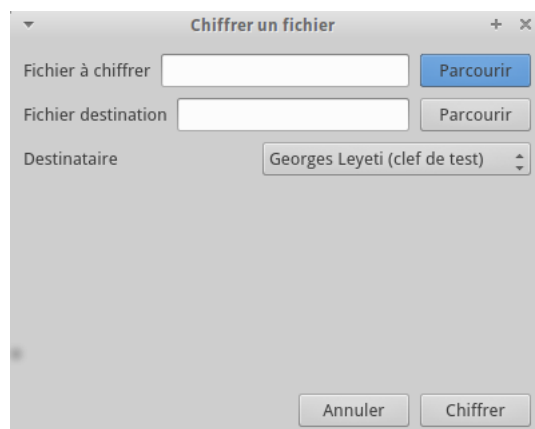 Chiffrer un fichier
Fichier à chiffrer Parcourir
Fichier destination Parcourir
Destinataire Georges Leyeti (clef de test)
Annuler Chiffrer